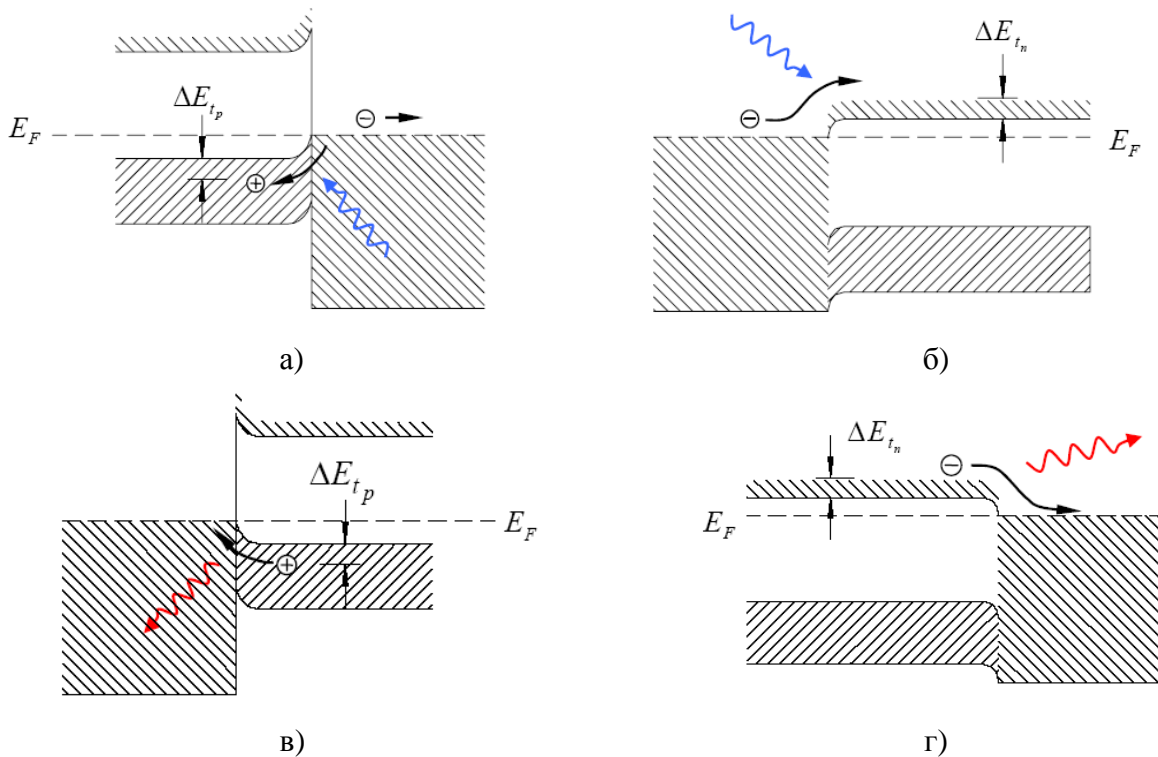 ΔE_{t_p}
E_F
⊖
⊕
а)
ΔE_{t_n}
⊖
E_F
б)
ΔE_{t_p}
E_F
⊕
в)
ΔE_{t_n}
⊖
E_F
г)